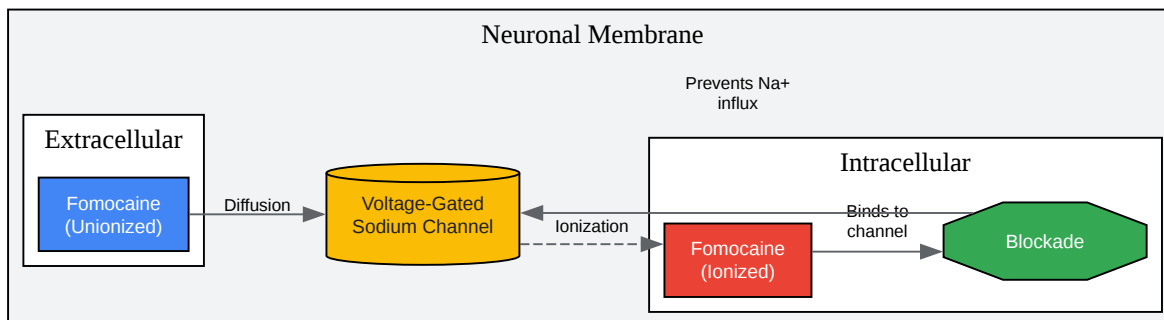 Neuronal Membrane
Prevents Na+
influx
Extracellular
Fomocaine
(Unionized)
Diffusion
Voltage-Gated
Sodium Channel
Ionization
Intracellular
Fomocaine
(Ionized)
Binds to
channel
Blockade